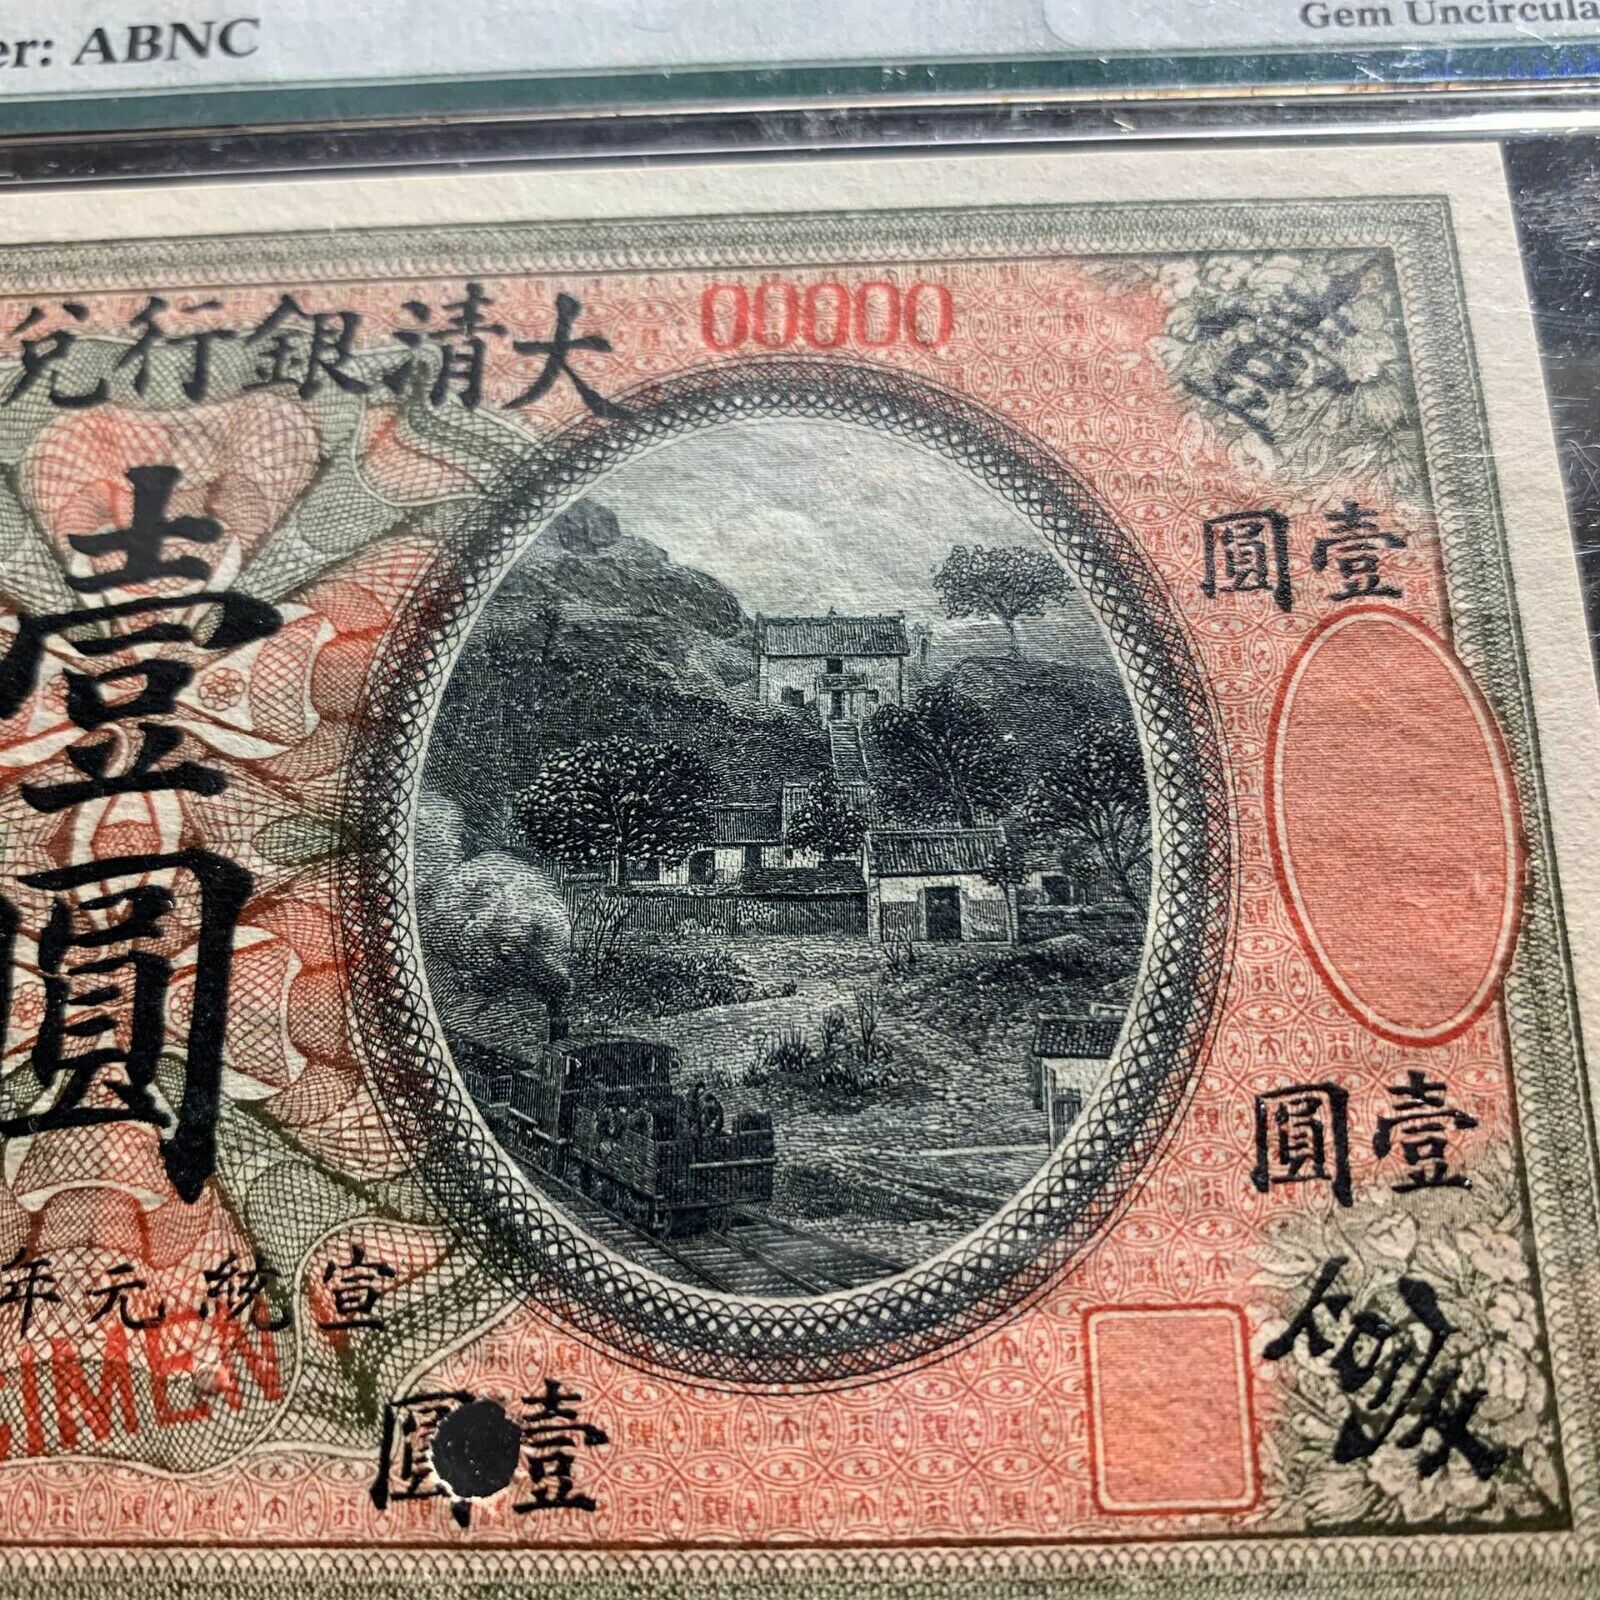 er: ABNC
Gem Uncircula
大清銀行兌
00000
壹圓
壹圓
壹圓
宣統元年
CIMEN
壹圓